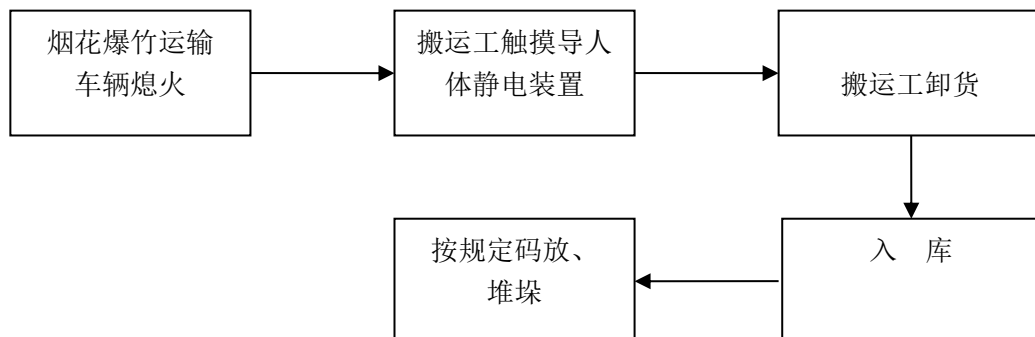 烟花爆竹运输
车辆熄火
搬运工触摸导人
体静电装置
搬运工卸货
入　库
按规定码放、
堆垛